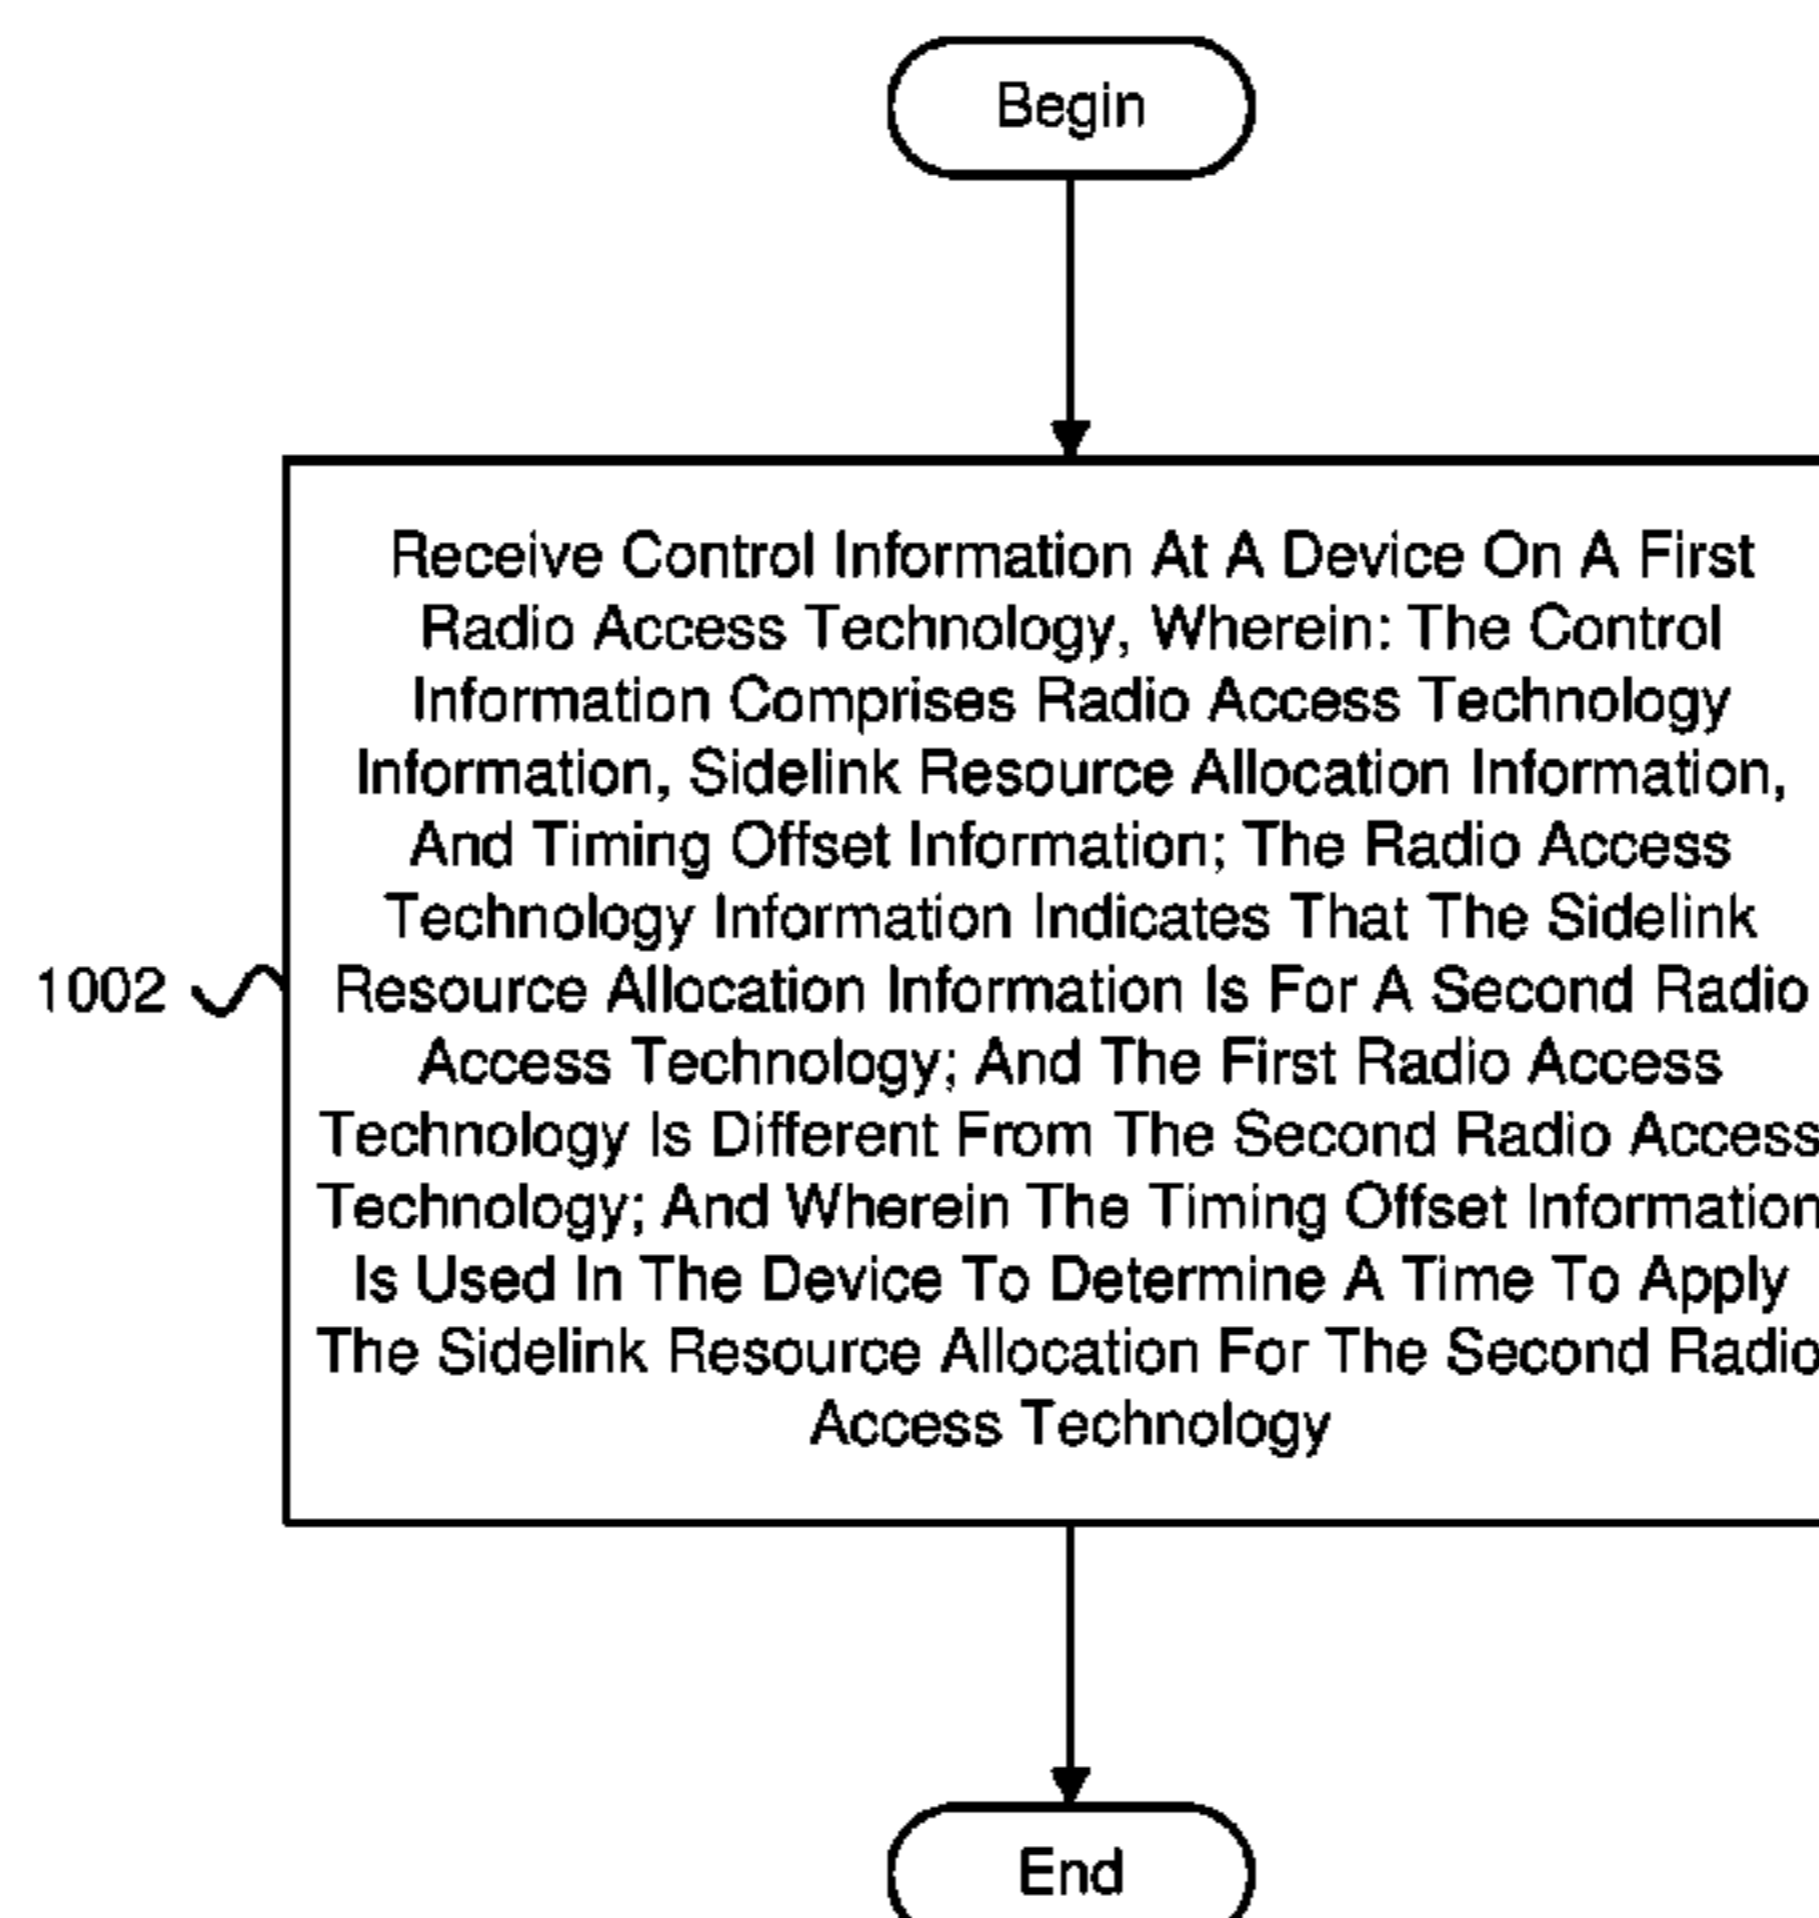 Begin
Receive Control Information At A Device On A First
Radio Access Technology, Wherein: The Control
Information Comprises Radio Access Technology
Information, Sidelink Resource Allocation Information,
And Timing Offset Information; The Radio Access
Technology Information Indicates That The Sidelink
1002
Resource Allocation Information Is For A Second Radio
Access Technology; And The First Radio Access
Technology Is Different From The Second Radio Access
Technology; And Wherein The Timing Offset Information
Is Used In The Device To Determine A Time To Apply
The Sidelink Resource Allocation For The Second Radio
Access Technology
End